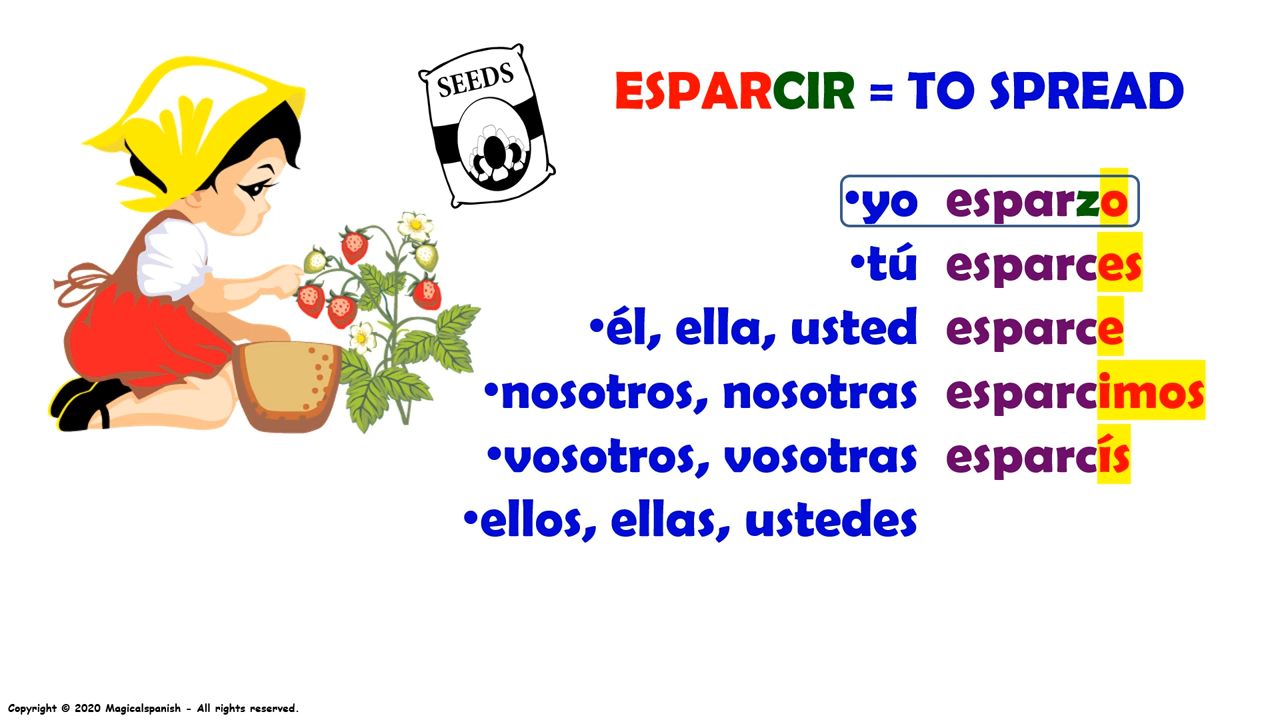 SEEDS
ESPARCIR = TO SPREAD
•yo esparzo
•tú esparces
•él, ella, usted esparce
•nosotros, nosotras esparcimos
•vosotros, vosotras esparcís
•ellos, ellas, ustedes
Copyright © 2020 Magicalspanish - All rights reserved.